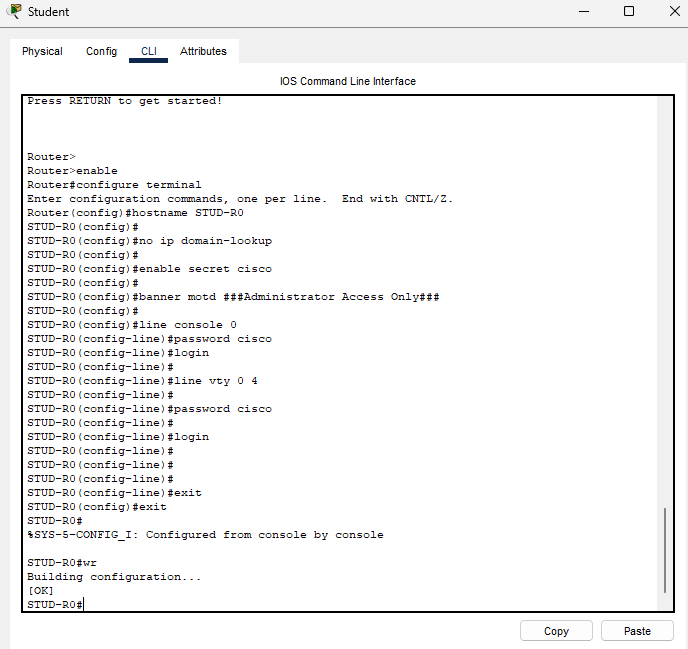 Student
Physical Config CLI Attributes
IOS Command Line Interface
Press RETURN to get started!
Router>
Router>enable
Router#configure terminal
Enter configuration commands, one per line.  End with CNTL/Z.
Router(config)#hostname STUD-R0
STUD-R0(config)#
STUD-R0(config)#no ip domain-lookup
STUD-R0(config)#
STUD-R0(config)#enable secret cisco
STUD-R0(config)#
STUD-R0(config)#banner motd ###Administrator Access Only###
STUD-R0(config)#
STUD-R0(config)#line console 0
STUD-R0(config-line)#password cisco
STUD-R0(config-line)#login
STUD-R0(config-line)#
STUD-R0(config-line)#line vty 0 4
STUD-R0(config-line)#
STUD-R0(config-line)#password cisco
STUD-R0(config-line)#
STUD-R0(config-line)#login
STUD-R0(config-line)#
STUD-R0(config-line)#
STUD-R0(config-line)#
STUD-R0(config-line)#exit
STUD-R0(config)#exit
STUD-R0#
%SYS-5-CONFIG_I: Configured from console by console
STUD-R0#wr
Building configuration...
[OK]
STUD-R0#
Copy Paste